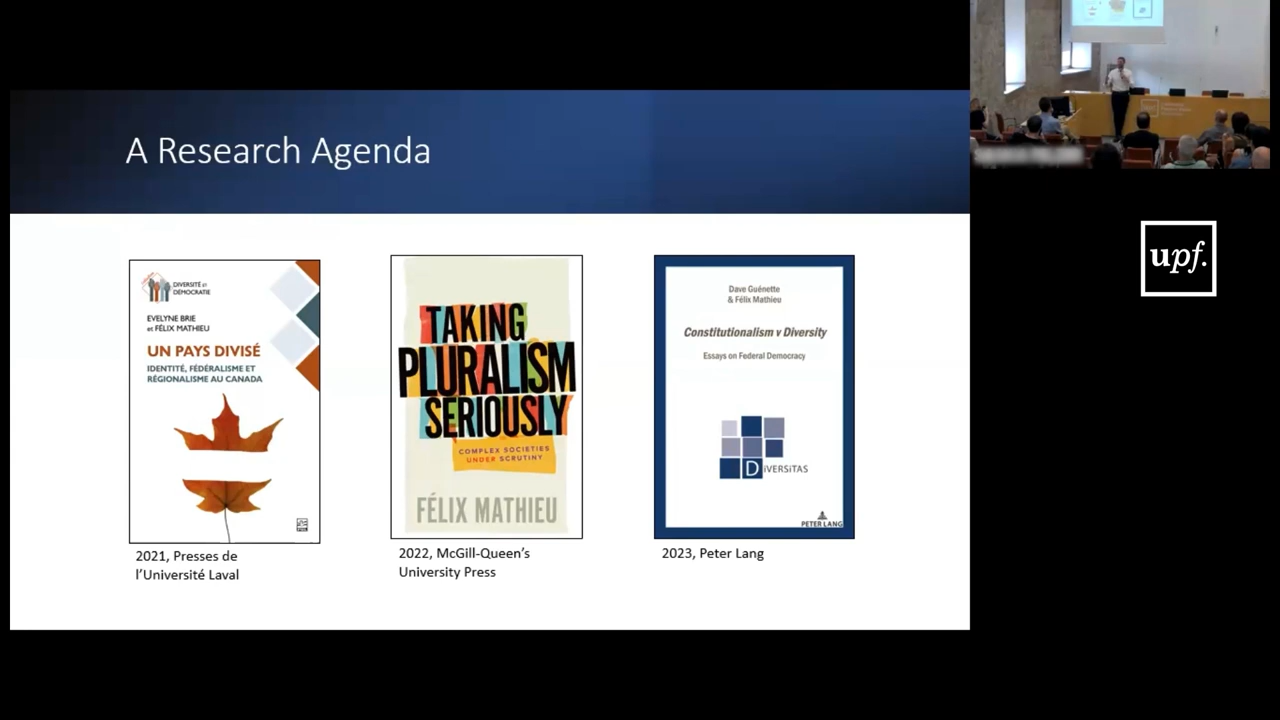 A Research Agenda
DIVERSITÉ ET
DÉMOCRATIE
EVELYNE BRIE
et FÉLIX MATHIEU
UN PAYS DIVISÉ
IDENTITÉ, FÉDÉRALISME ET
RÉGIONALISME AU CANADA
2021, Presses de
l’Université Laval
TAKING
PLURALISM
SERIOUSLY
COMPLEX SOCIETIES
UNDER SCRUTINY
FÉLIX MATHIEU
2022, McGill-Queen’s
University Press
Dave Guénette
& Félix Mathieu
Constitutionalism v Diversity
Essays on Federal Democracy
DiVERSiTAS
PETER LANG
2023, Peter Lang
upf.